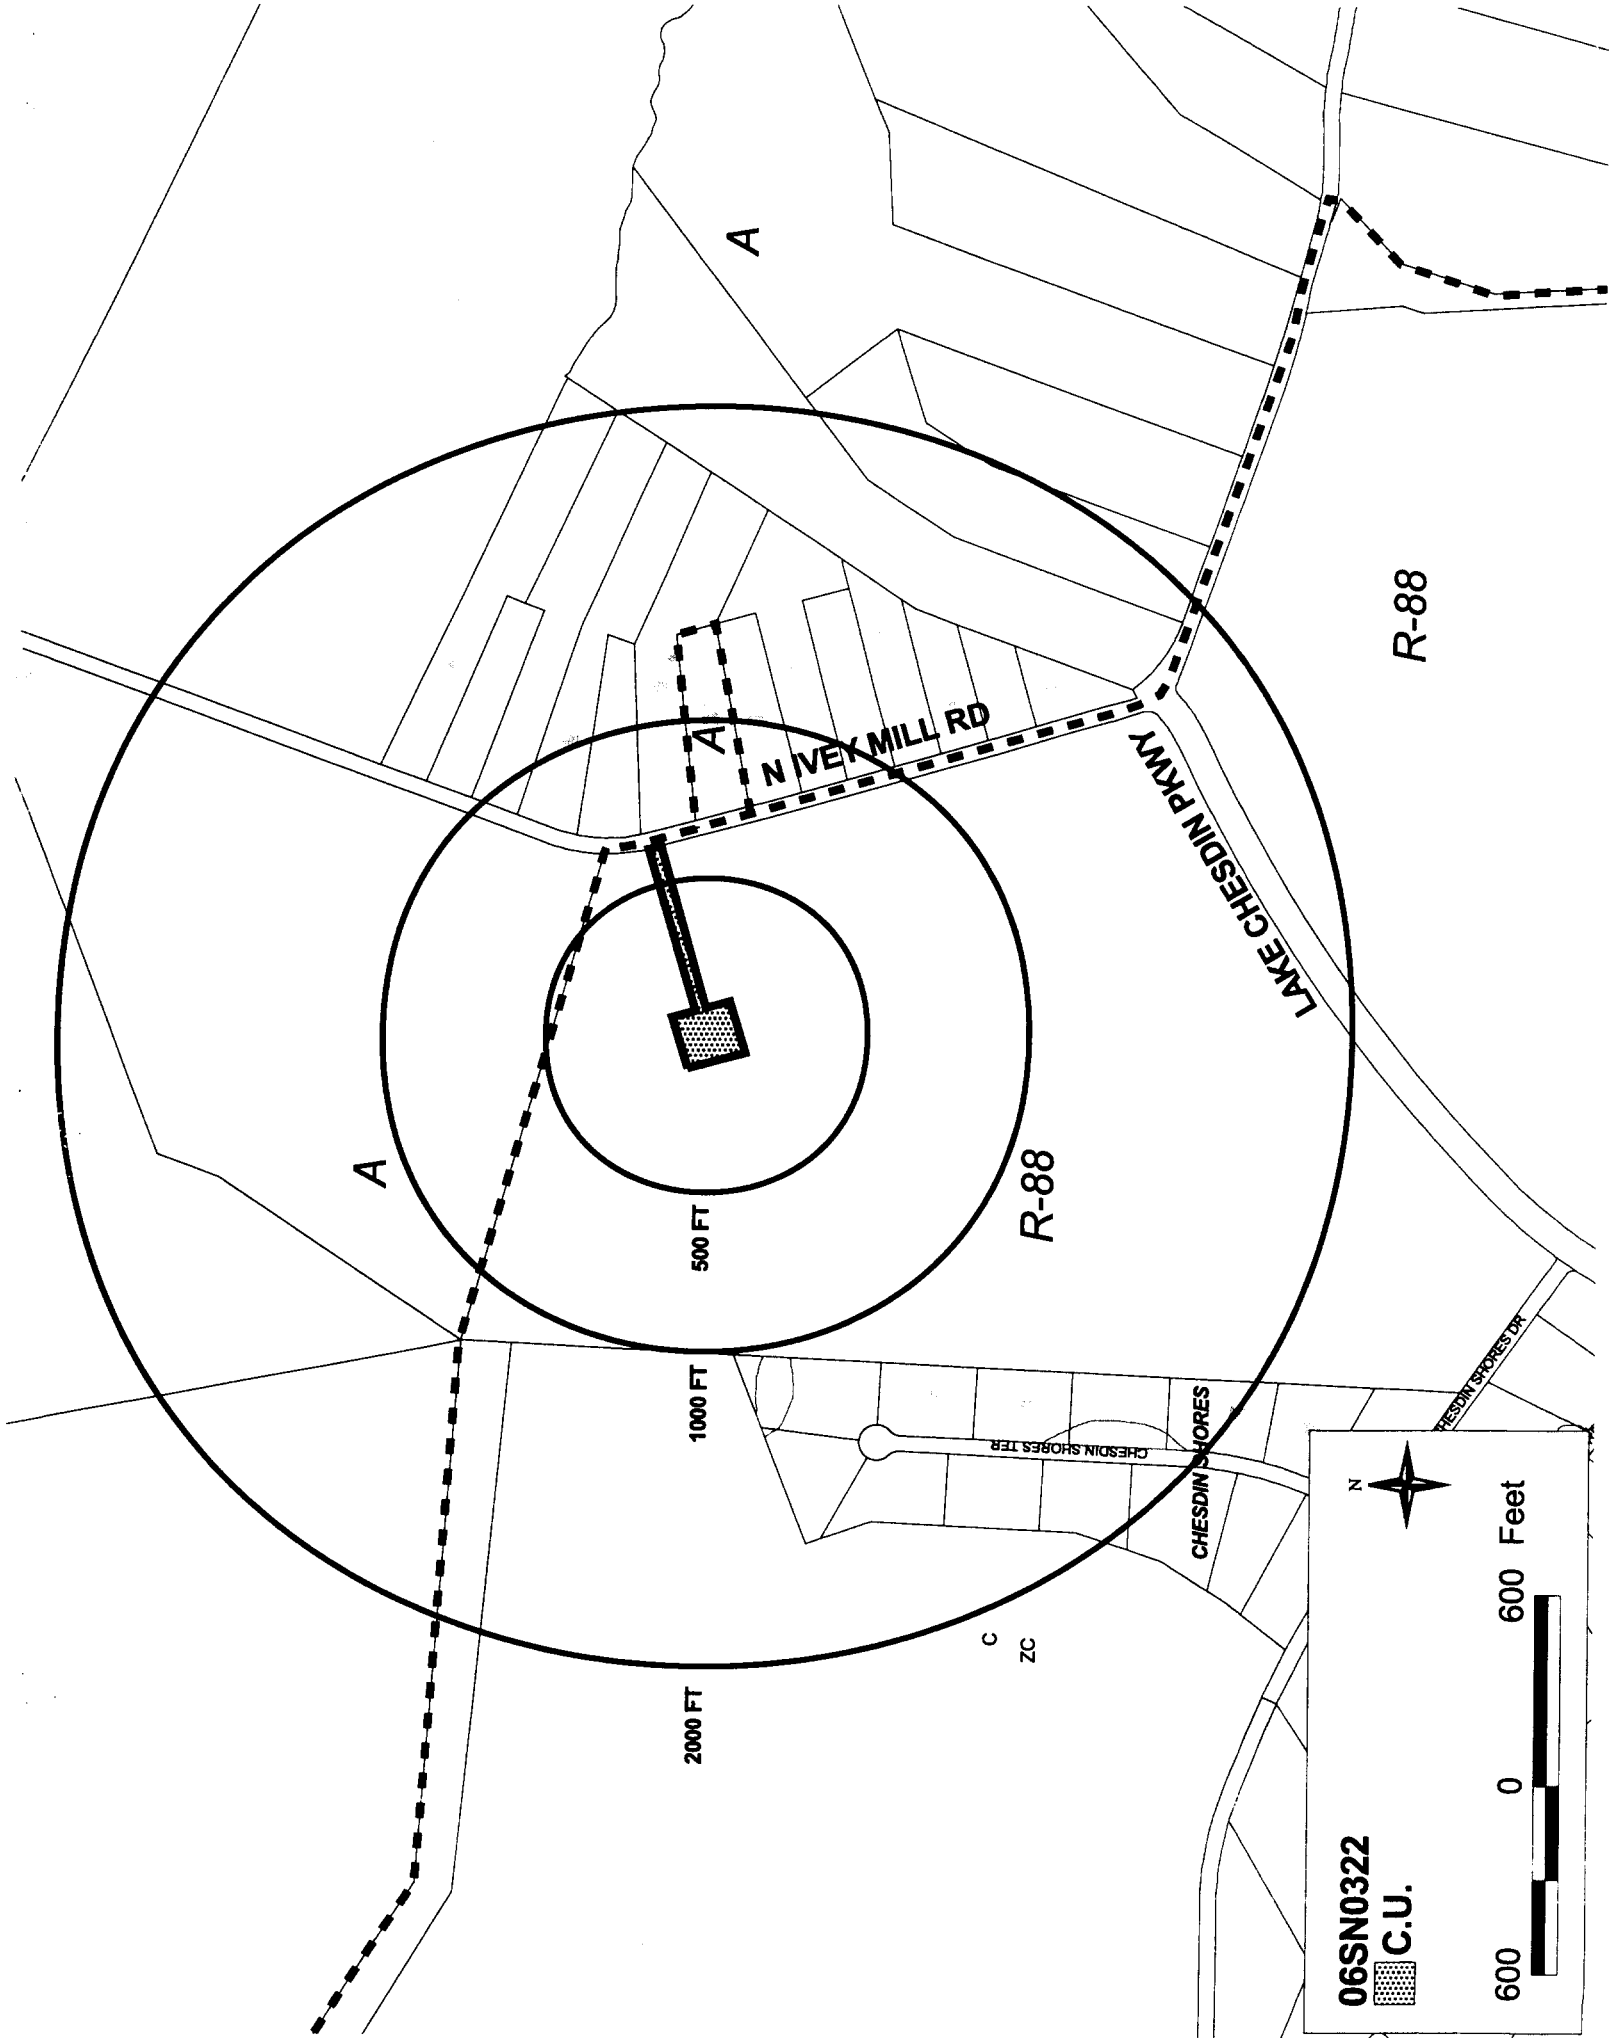 A
A
A
N IVEY MILL RD
LAKE CHESDIN PKWY
R-88
R-88
500 FT
1000 FT
2000 FT
CHESDIN SHORES TER
CHESDIN SHORES
HESDIN SHORES DR
C
ZC
N
06SN0322
C.U.
600 0 600 Feet